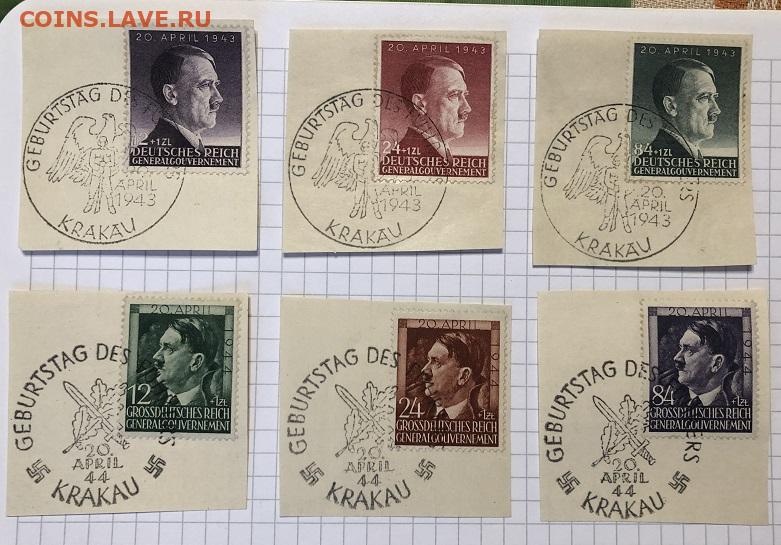 COINS.LAVE.RU
20. APRIL 1943
2+1ZL
DEUTSCHES REICH
GENERALGOUVERNEMENT
GEBURTSTAG DES
APRIL
1943
KRAKAU
20. APRIL 1943
24+1ZL
DEUTSCHES REICH
GENERALGOUVERNEMENT
GEBURTSTAG DES
APRIL
1943
KRAKAU
20. APRIL 1943
84+1ZL
DEUTSCHES REICH
GENERALGOUVERNEMENT
GEBURTSTAG DES
20.
APRIL
1943
KRAKAU
20. APRIL 1944
12 +1ZL
GROSSDEUTSCHES REICH
GENERALGOUVERNEMENT
GEBURTSTAG DES
20.
APRIL
44
KRAKAU
20. APRIL 1944
24 +1ZL
GROSSDEUTSCHES REICH
GENERALGOUVERNEMENT
GEBURTSTAG DES
20.
APRIL
44
KRAKAU
20. APRIL 1944
84 +1ZL
GROSSDEUTSCHES REICH
GENERALGOUVERNEMENT
GEBURTSTAG DES
20
APRIL
44
KRAKAU